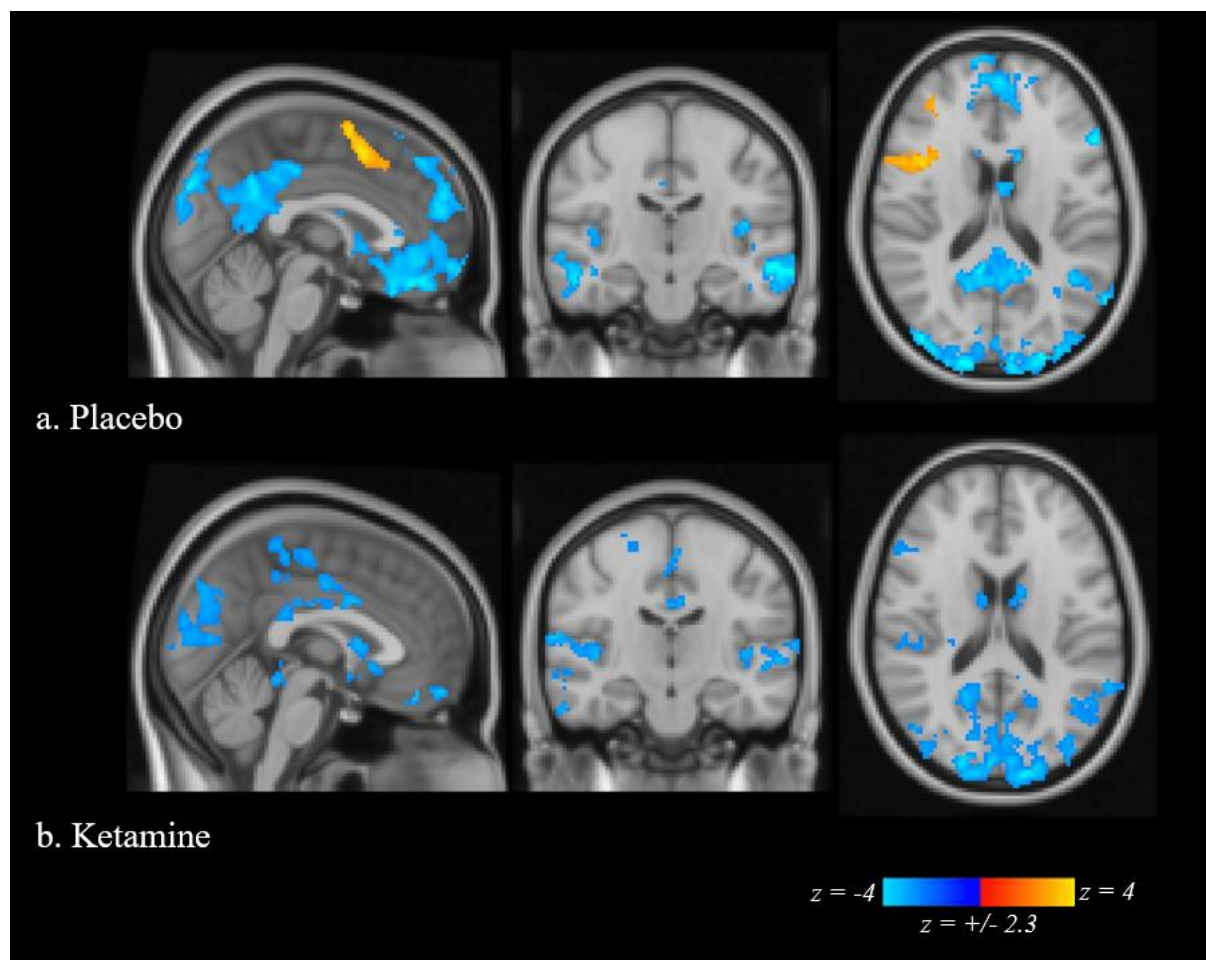 a. Placebo
b. Ketamine
z = -4
z = 4
z = +/- 2.3